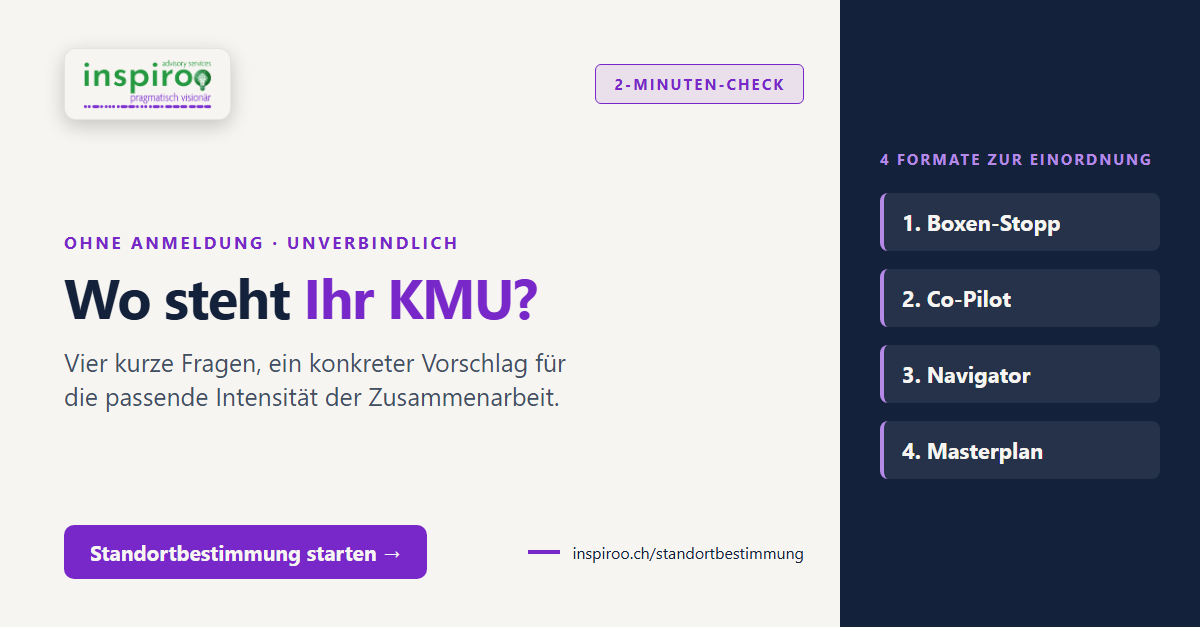 advisory services
inspiroo
pragmatisch visionär
2-MINUTEN-CHECK
OHNE ANMELDUNG · UNVERBINDLICH
Wo steht Ihr KMU?
Vier kurze Fragen, ein konkreter Vorschlag für
die passende Intensität der Zusammenarbeit.
Standortbestimmung starten →
inspiroo.ch/standortbestimmung
4 FORMATE ZUR EINORDNUNG
1. Boxen-Stopp
2. Co-Pilot
3. Navigator
4. Masterplan